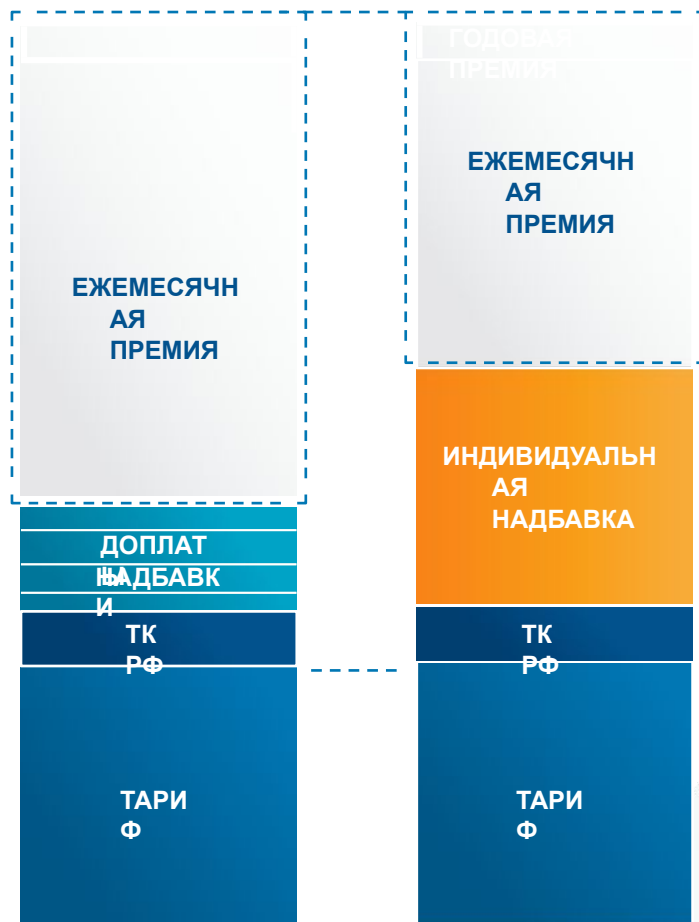 ЕЖЕМЕСЯЧН
АЯ
ПРЕМИЯ
ДОПЛАТ
Ы
НАДБАВК
И
ТК
РФ
ТАРИ
Ф
ГОДОВАЯ
ПРЕМИЯ
ЕЖЕМЕСЯЧН
АЯ
ПРЕМИЯ
ИНДИВИДУАЛЬН
АЯ
НАДБАВКА
ТК
РФ
ТАРИ
Ф